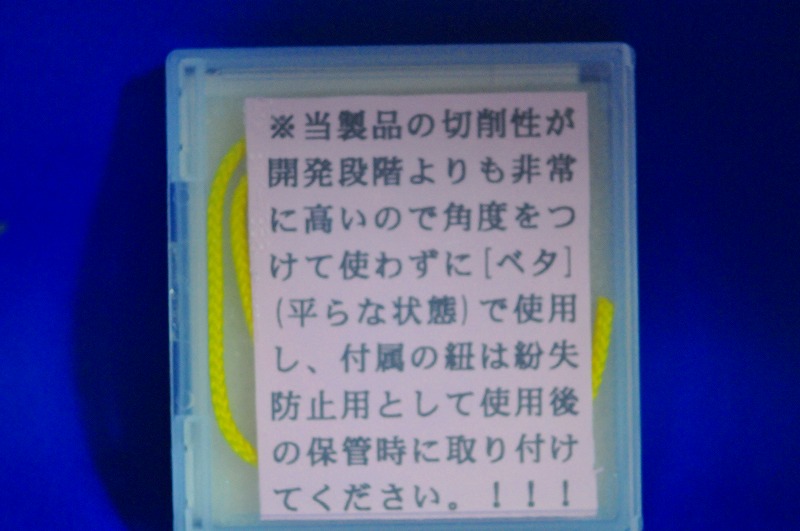 ※当製品の切削性が
開発段階よりも非常
に高いので角度をつ
けて使わずに[ベタ]
(平らな状態)で使用
し、付属の紐は紛失
防止用として使用後
の保管時に取り付け
てください。！！！